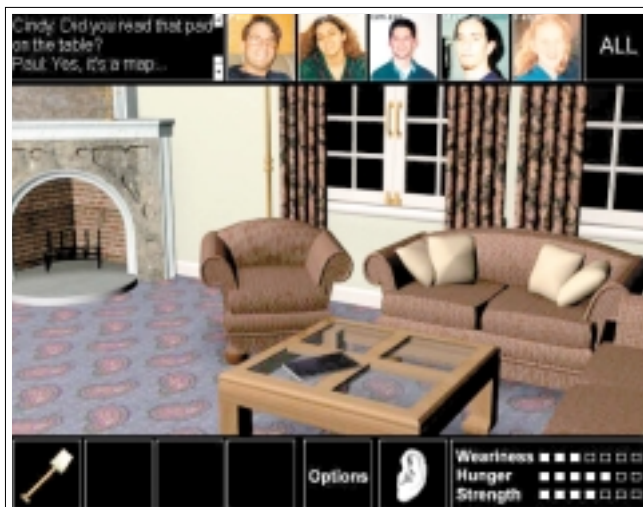 Cindy: Did you read that pad
on the table?
Paul: Yes, it's a map...
ALL
Options
Weariness
Hunger
Strength